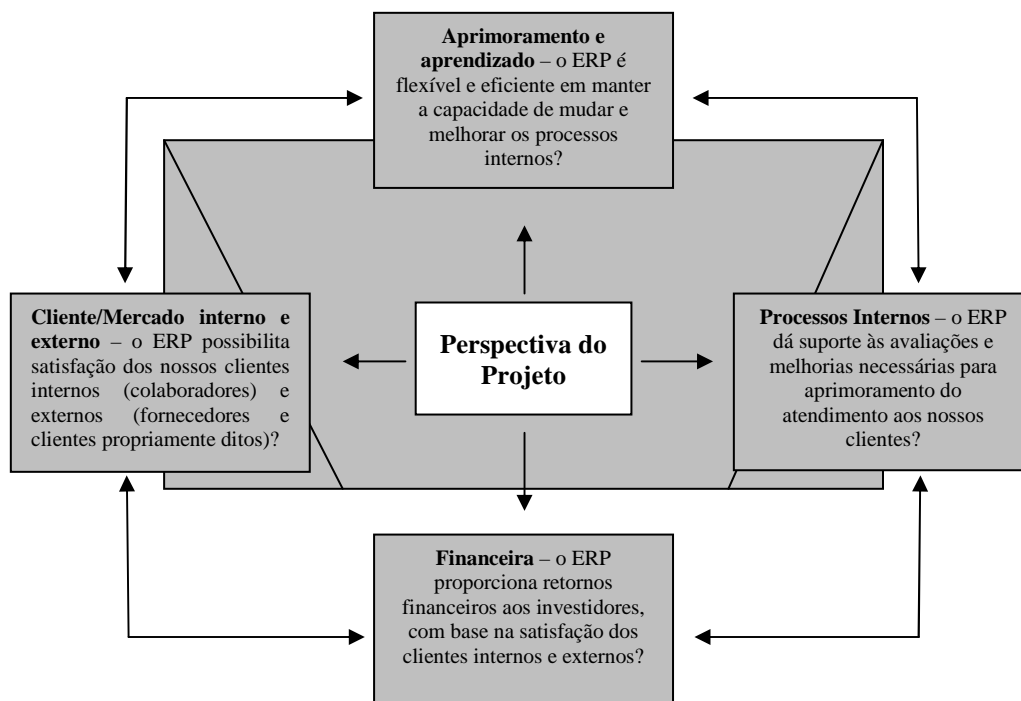 Aprimoramento e
aprendizado – o ERP é
flexível e eficiente em manter
a capacidade de mudar e
melhorar os processos
internos?
Cliente/Mercado interno e
externo – o ERP possibilita
satisfação dos nossos clientes
internos (colaboradores) e
externos (fornecedores e
clientes propriamente ditos)?
Perspectiva do
Projeto
Processos Internos – o ERP
dá suporte às avaliações e
melhorias necessárias para
aprimoramento do
atendimento aos nossos
clientes?
Financeira – o ERP
proporciona retornos
financeiros aos investidores,
com base na satisfação dos
clientes internos e externos?